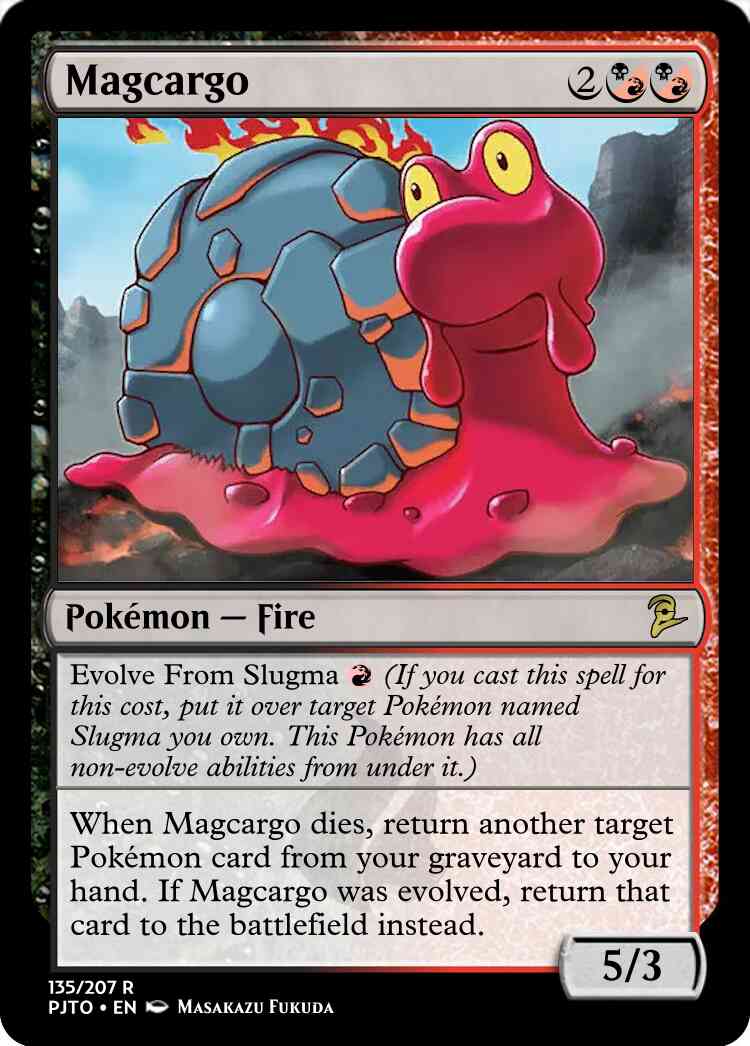 Magcargo 2
Pokémon — Fire
Evolve From Slugma (If you cast this spell for
this cost, put it over target Pokémon named
Slugma you own. This Pokémon has all
non-evolve abilities from under it.)
When Magcargo dies, return another target
Pokémon card from your graveyard to your
hand. If Magcargo was evolved, return that
card to the battlefield instead.
5/3
135/207 R
PJTO • EN Masakazu Fukuda